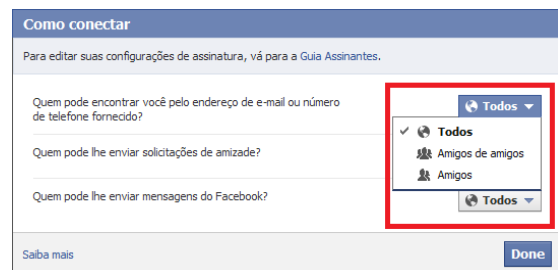 Como conectar
Para editar suas configurações de assinatura, vá para a Guia Assinantes.
Quem pode encontrar você pelo endereço de e-mail ou número
de telefone fornecido?
Todos
Todos
Amigos de amigos
Amigos
Quem pode lhe enviar solicitações de amizade?
Quem pode lhe enviar mensagens do Facebook?
Todos
Saiba mais
Done